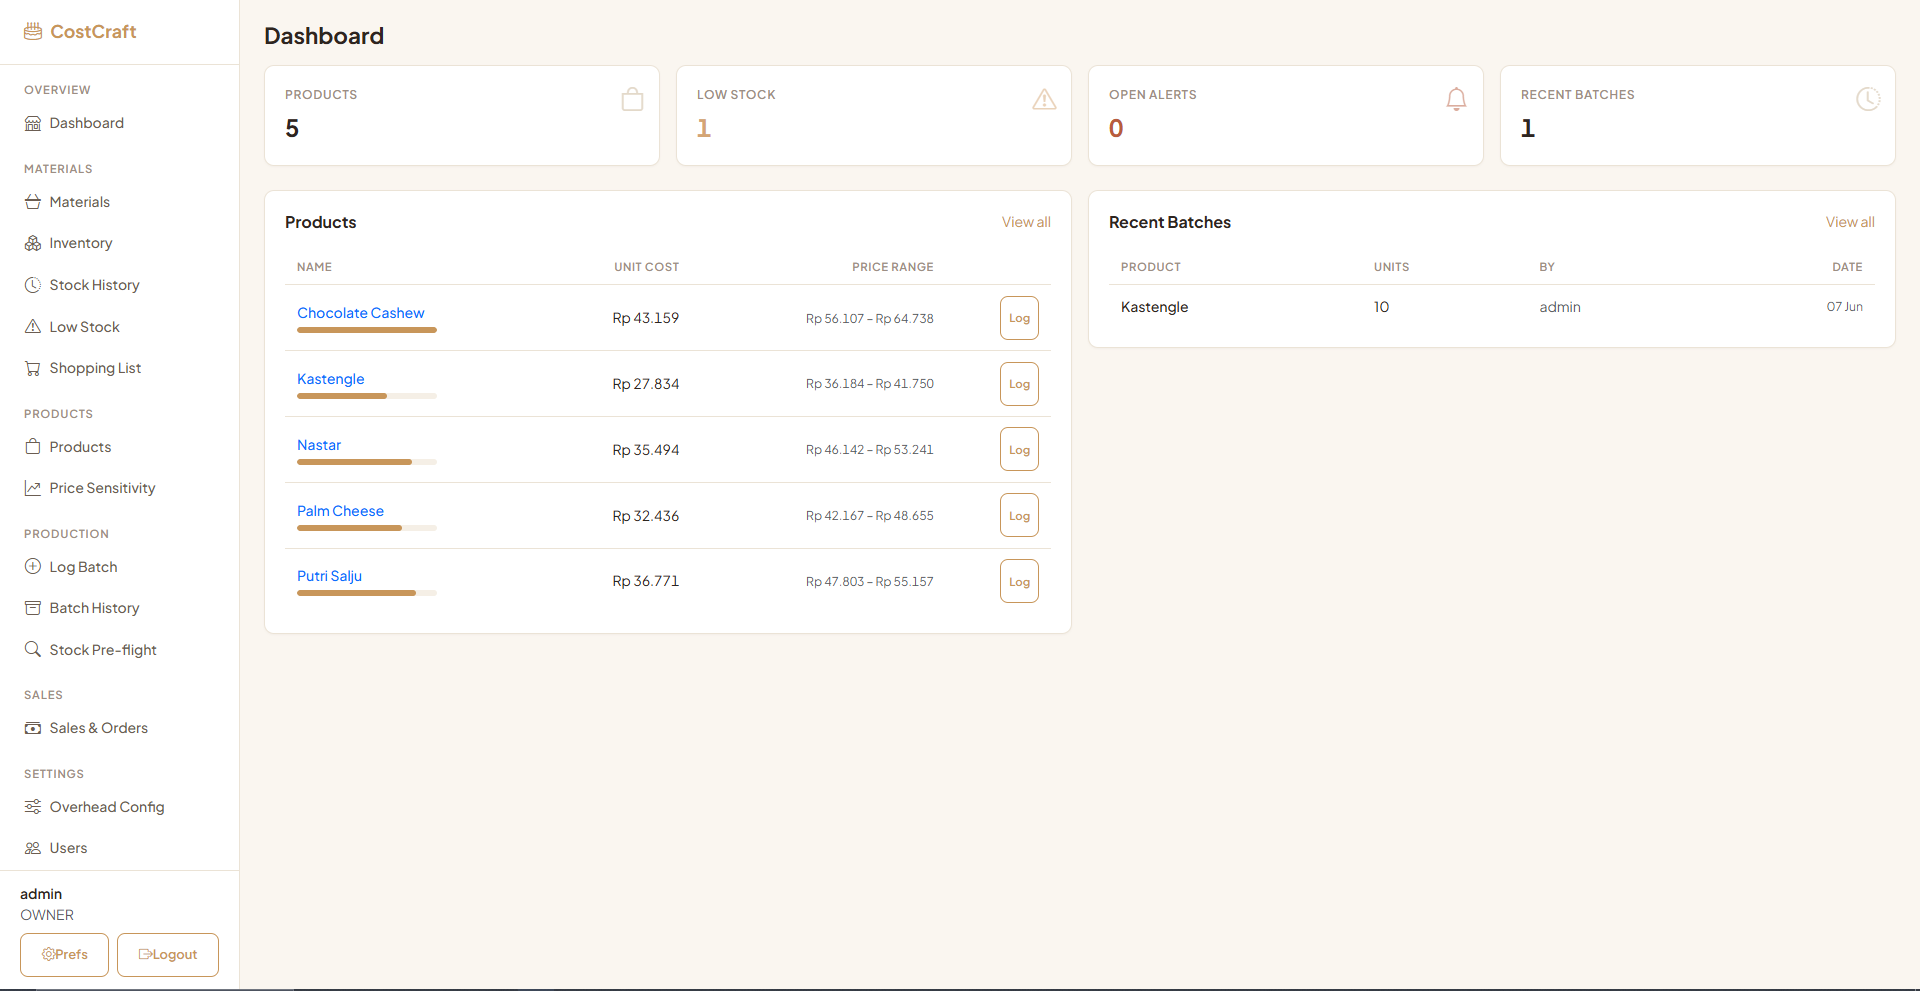 CostCraft
OVERVIEW
Dashboard
MATERIALS
Materials
Inventory
Stock History
Low Stock
Shopping List
PRODUCTS
Products
Price Sensitivity
PRODUCTION
Log Batch
Batch History
Stock Pre-flight
SALES
Sales & Orders
SETTINGS
Overhead Config
Users
admin
OWNER
Prefs Logout
Dashboard
PRODUCTS
5
LOW STOCK
1
OPEN ALERTS
0
RECENT BATCHES
1
Products View all
NAME UNIT COST PRICE RANGE
Chocolate Cashew Rp 43.159 Rp 56.107 – Rp 64.738 Log
Kastengle Rp 27.834 Rp 36.184 – Rp 41.750 Log
Nastar Rp 35.494 Rp 46.142 – Rp 53.241 Log
Palm Cheese Rp 32.436 Rp 42.167 – Rp 48.655 Log
Putri Salju Rp 36.771 Rp 47.803 – Rp 55.157 Log
Recent Batches View all
PRODUCT UNITS BY DATE
Kastengle 10 admin 07 Jun